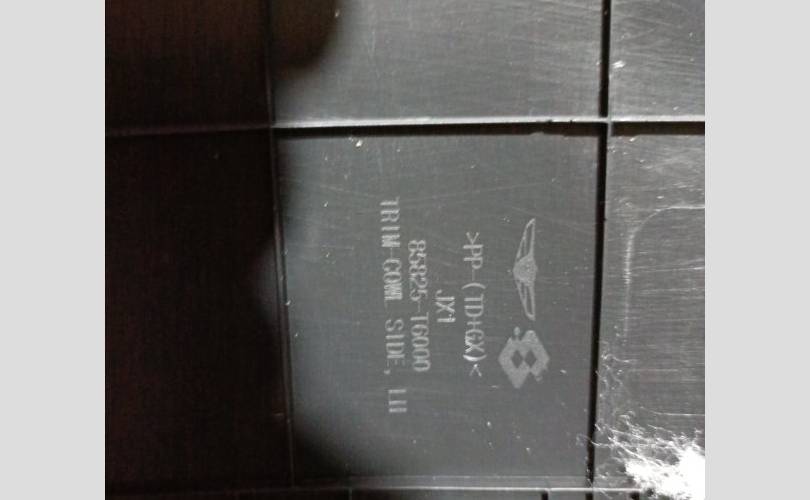 >PP-(TD+GX)<
JX1
85825-T6000
TRIM-COWL SIDE, LH